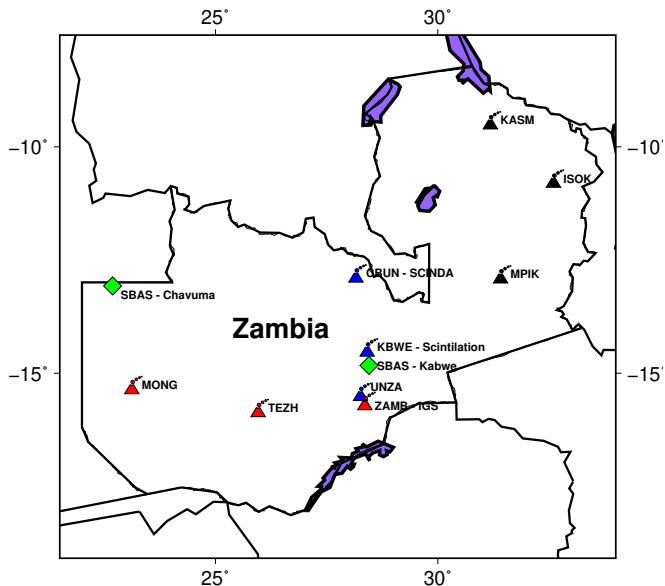 25° 30°
−10°
KASM
ISOK
CBUN - SCINDA
MPIK
SBAS - Chavuma
Zambia
KBWE - Scintilation
−15°
SBAS - Kabwe
MONG
UNZA
TEZH
ZAMB - IGS
−10°
−15°
25° 30°